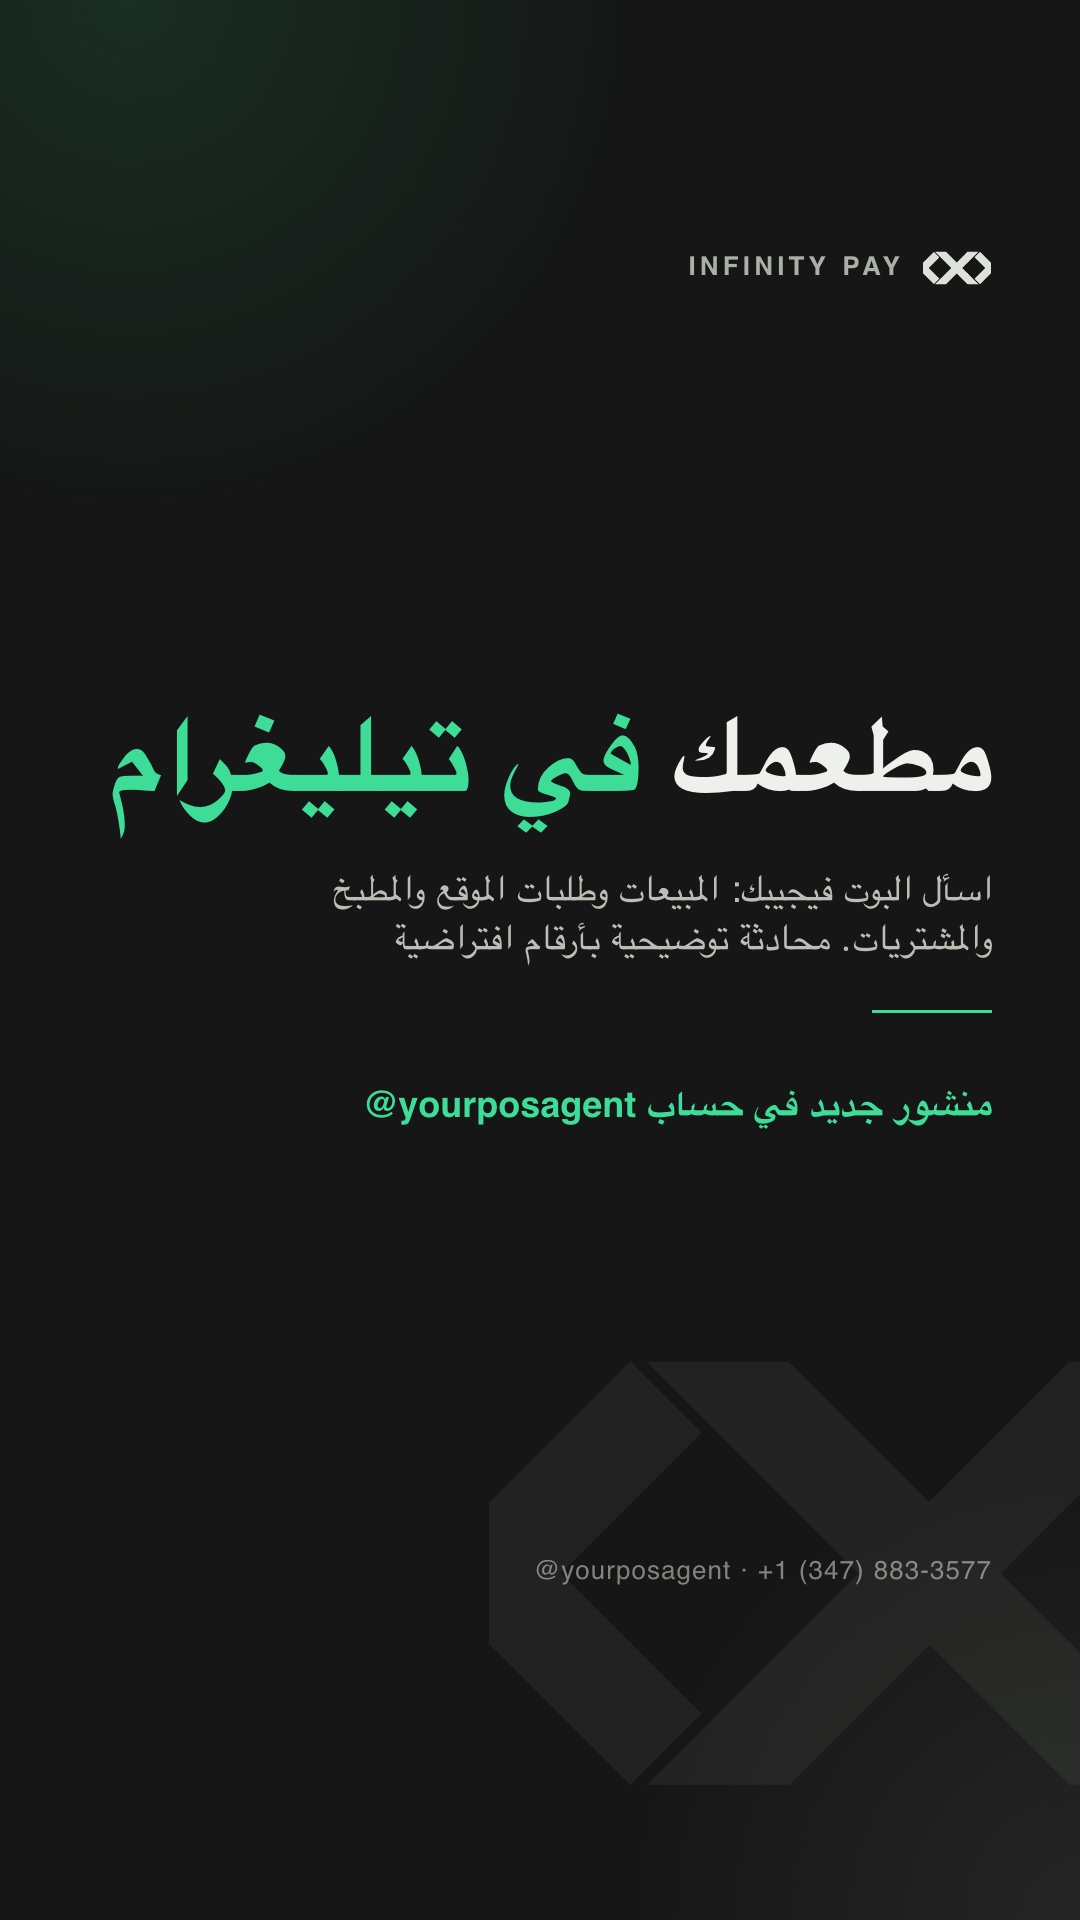 INFINITY PAY
مطعمك في تيليغرام
اسأل البوت فيجيبك: المبيعات وطلبات الموقع والمطبخ
والمشتريات. محادثة توضيحية بأرقام افتراضية
منشور جديد في حساب @yourposagent
@yourposagent · +1 (347) 883-3577